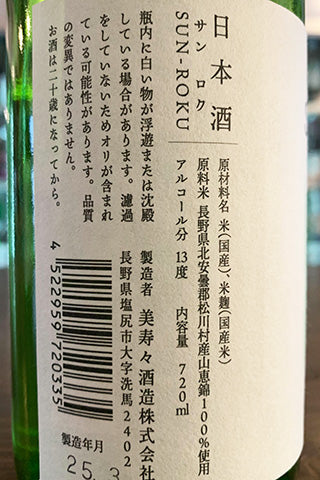 日本酒
サンロク
SUN-ROKU
原材料名 米(国産)、米麹(国産米)
原料米 長野県北安曇郡松川村産山恵錦100%使用
アルコール分 13度 内容量 720ml
瓶内に白い物が浮遊または沈殿
している場合があります。濾過
をしていないためオリが含まれ
ている可能性があります。品質
の変異ではありません。
お酒は二十歳になってから。
製造者 美寿々酒造株式会社
長野県塩尻市大字洗馬2402
4 522959 720355
製造年月
25.3